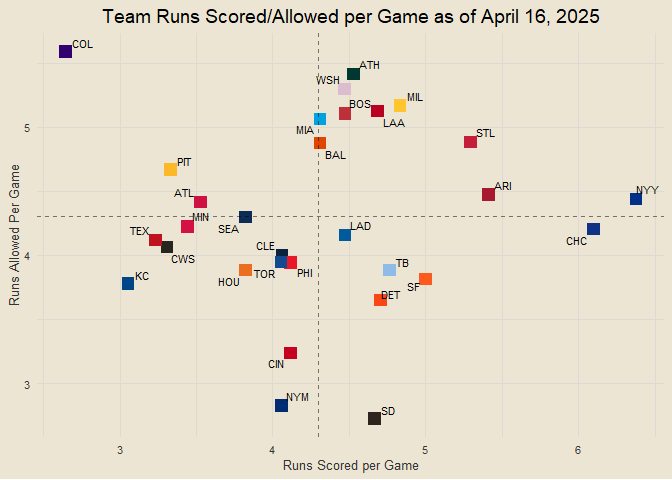 Team Runs Scored/Allowed per Game as of April 16, 2025
COL
ATH
WSH
MIL
BOS
LAA
MIA
STL
BAL
PIT
ARI
NYY
ATL
MIN
SEA
LAD
CHC
TEX
CWS
CLE
TB
KC
HOU
TOR
PHI
SF
DET
CIN
NYM
SD
5
4
3
Runs Allowed Per Game
3
4
5
6
Runs Scored per Game